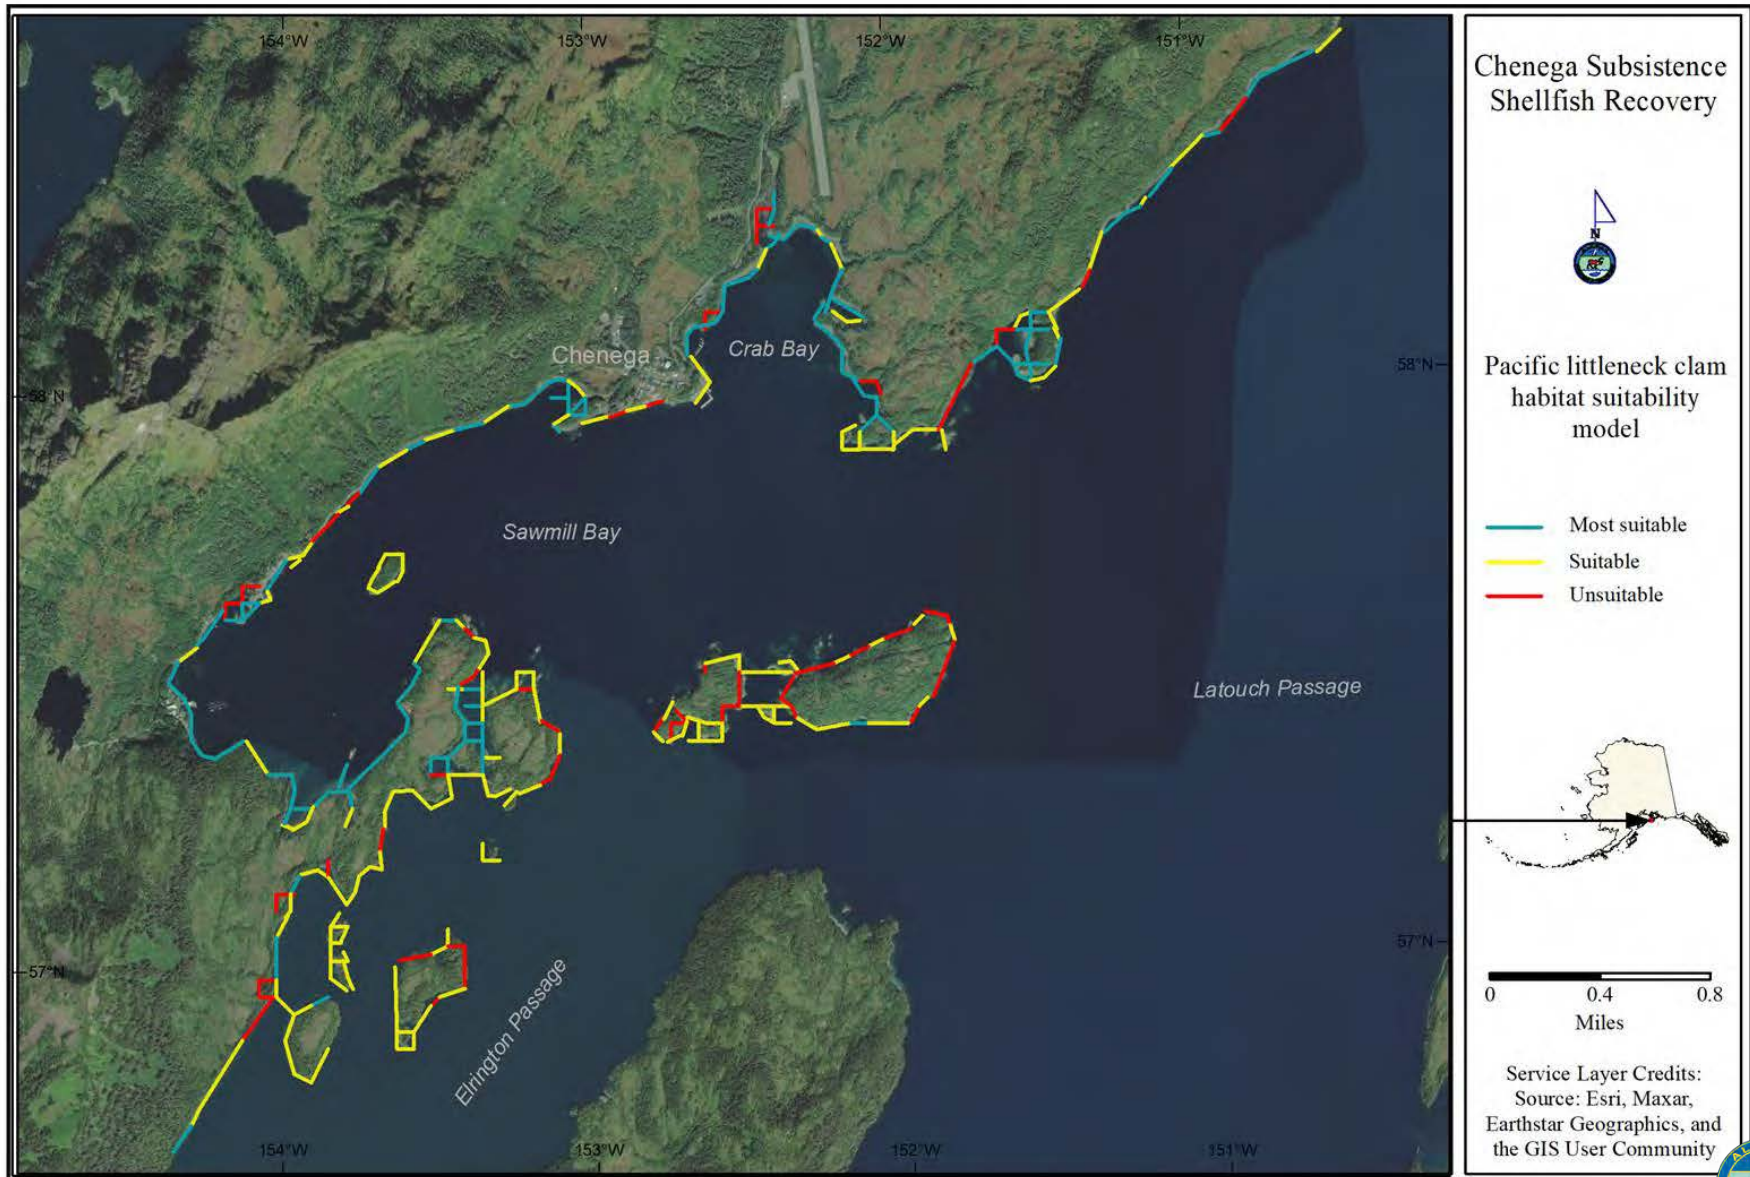 154°W
153°W
152°W
151°W
Chenega
Crab Bay
58°N
58°N
Sawmill Bay
Latouch Passage
57°N
57°N
Elrington Passage
154°W
153°W
152°W
151°W
Chenega Subsistence
Shellfish Recovery
N
Pacific littleneck clam
habitat suitability
model
Most suitable
Suitable
Unsuitable
0 0.4 0.8
Miles
Service Layer Credits:
Source: Esri, Maxar,
Earthstar Geographics, and
the GIS User Community